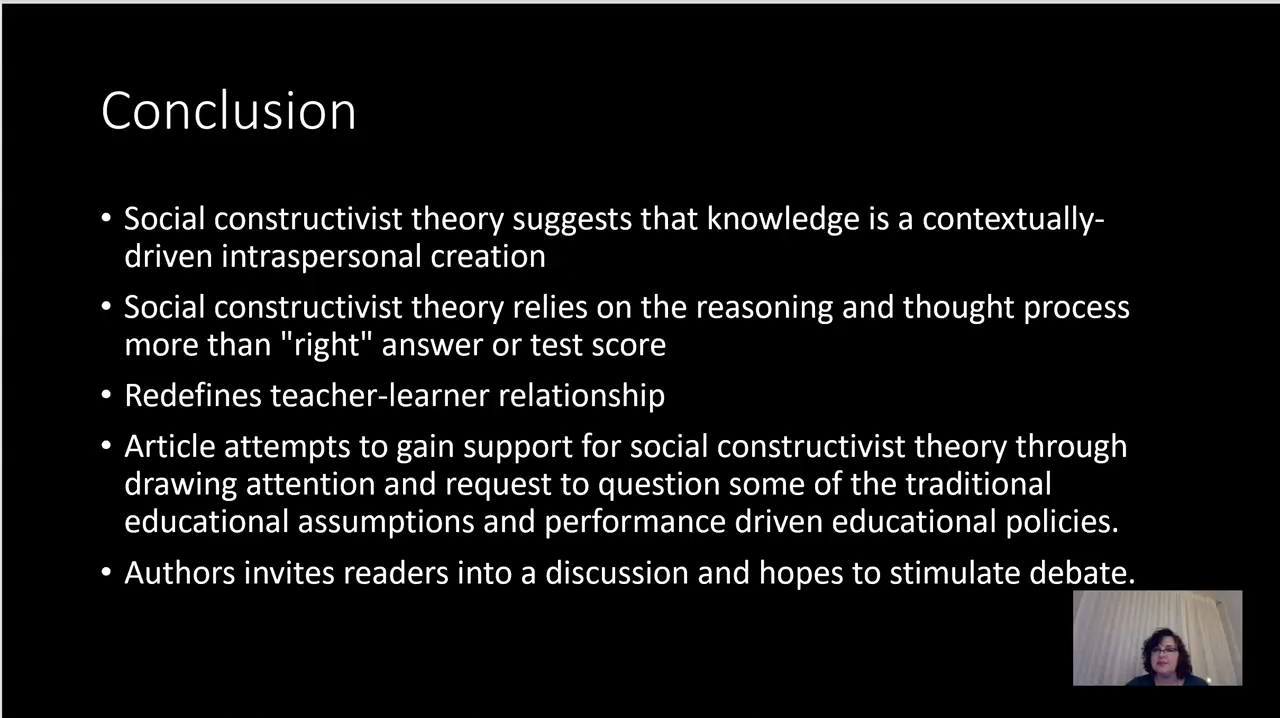 Conclusion
• Social constructivist theory suggests that knowledge is a contextually-
driven intraspersonal creation
• Social constructivist theory relies on the reasoning and thought process
more than "right" answer or test score
• Redefines teacher-learner relationship
• Article attempts to gain support for social constructivist theory through
drawing attention and request to question some of the traditional
educational assumptions and performance driven educational policies.
• Authors invites readers into a discussion and hopes to stimulate debate.